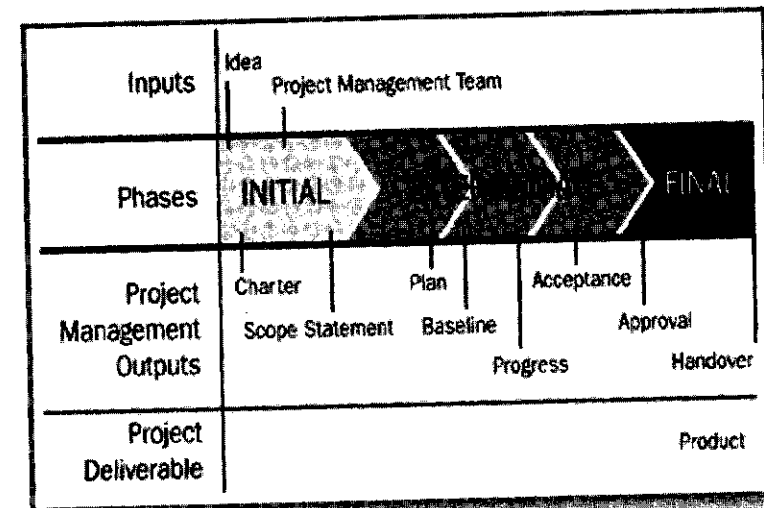 Inputs
Idea
Project Management Team
Phases
INITIAL
FINAL
Project
Management
Outputs
Charter
Scope Statement
Plan
Baseline
Progress
Acceptance
Approval
Handover
Project
Deliverable
Product